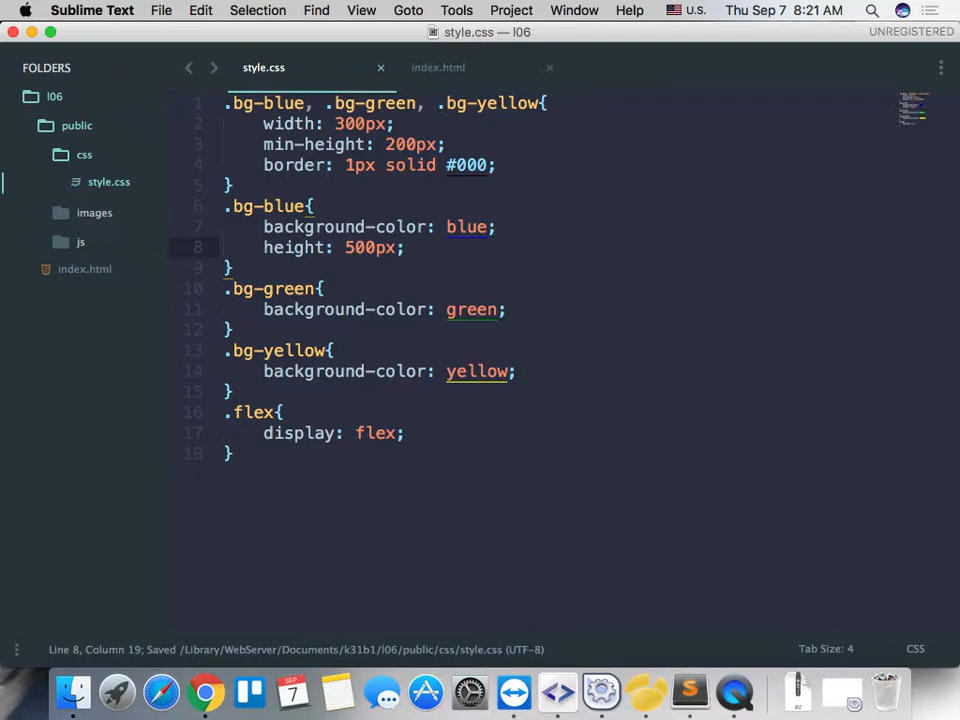 Sublime Text File Edit Selection Find View Goto Tools Project Window Help U.S. Thu Sep 7 8:21 AM
style.css — l06 UNREGISTERED
FOLDERS
l06
public
css
style.css
images
js
index.html
style.css × index.html ×
1 .bg-blue, .bg-green, .bg-yellow{
2 width: 300px;
3 min-height: 200px;
4 border: 1px solid #000;
5 }
6 .bg-blue{
7 background-color: blue;
8 height: 500px;
9 }
10 .bg-green{
11 background-color: green;
12 }
13 .bg-yellow{
14 background-color: yellow;
15 }
16 .flex{
17 display: flex;
18 }
Line 8, Column 19; Saved /Library/WebServer/Documents/k31b1/l06/public/css/style.css (UTF-8) Tab Size: 4 CSS
SEP
7